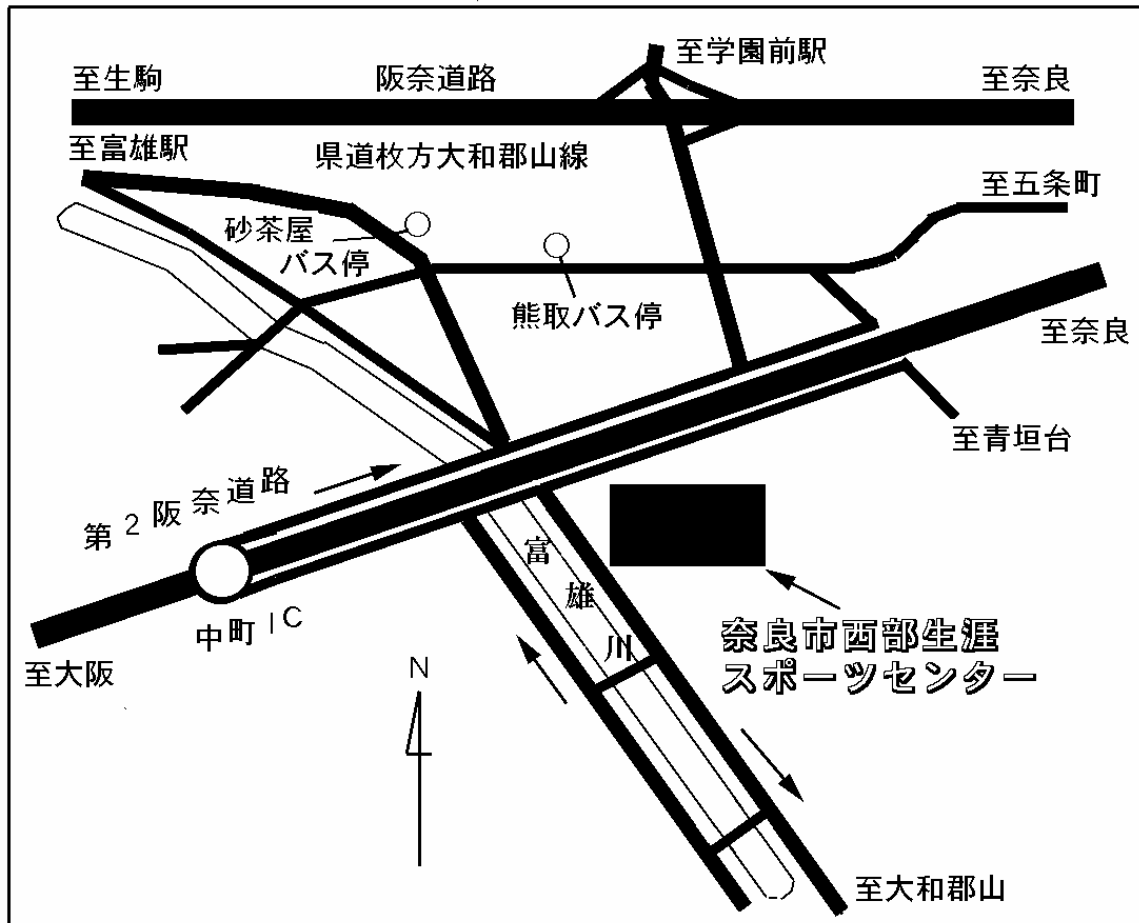 至学園前駅
至生駒
阪奈道路
至奈良
至富雄駅
県道枚方大和郡山線
至五条町
砂茶屋
バス停
熊取バス停
至奈良
至青垣台
第2阪奈道路
富雄川
中町IC
奈良市西部生涯
スポーツセンター
至大阪
N
至大和郡山